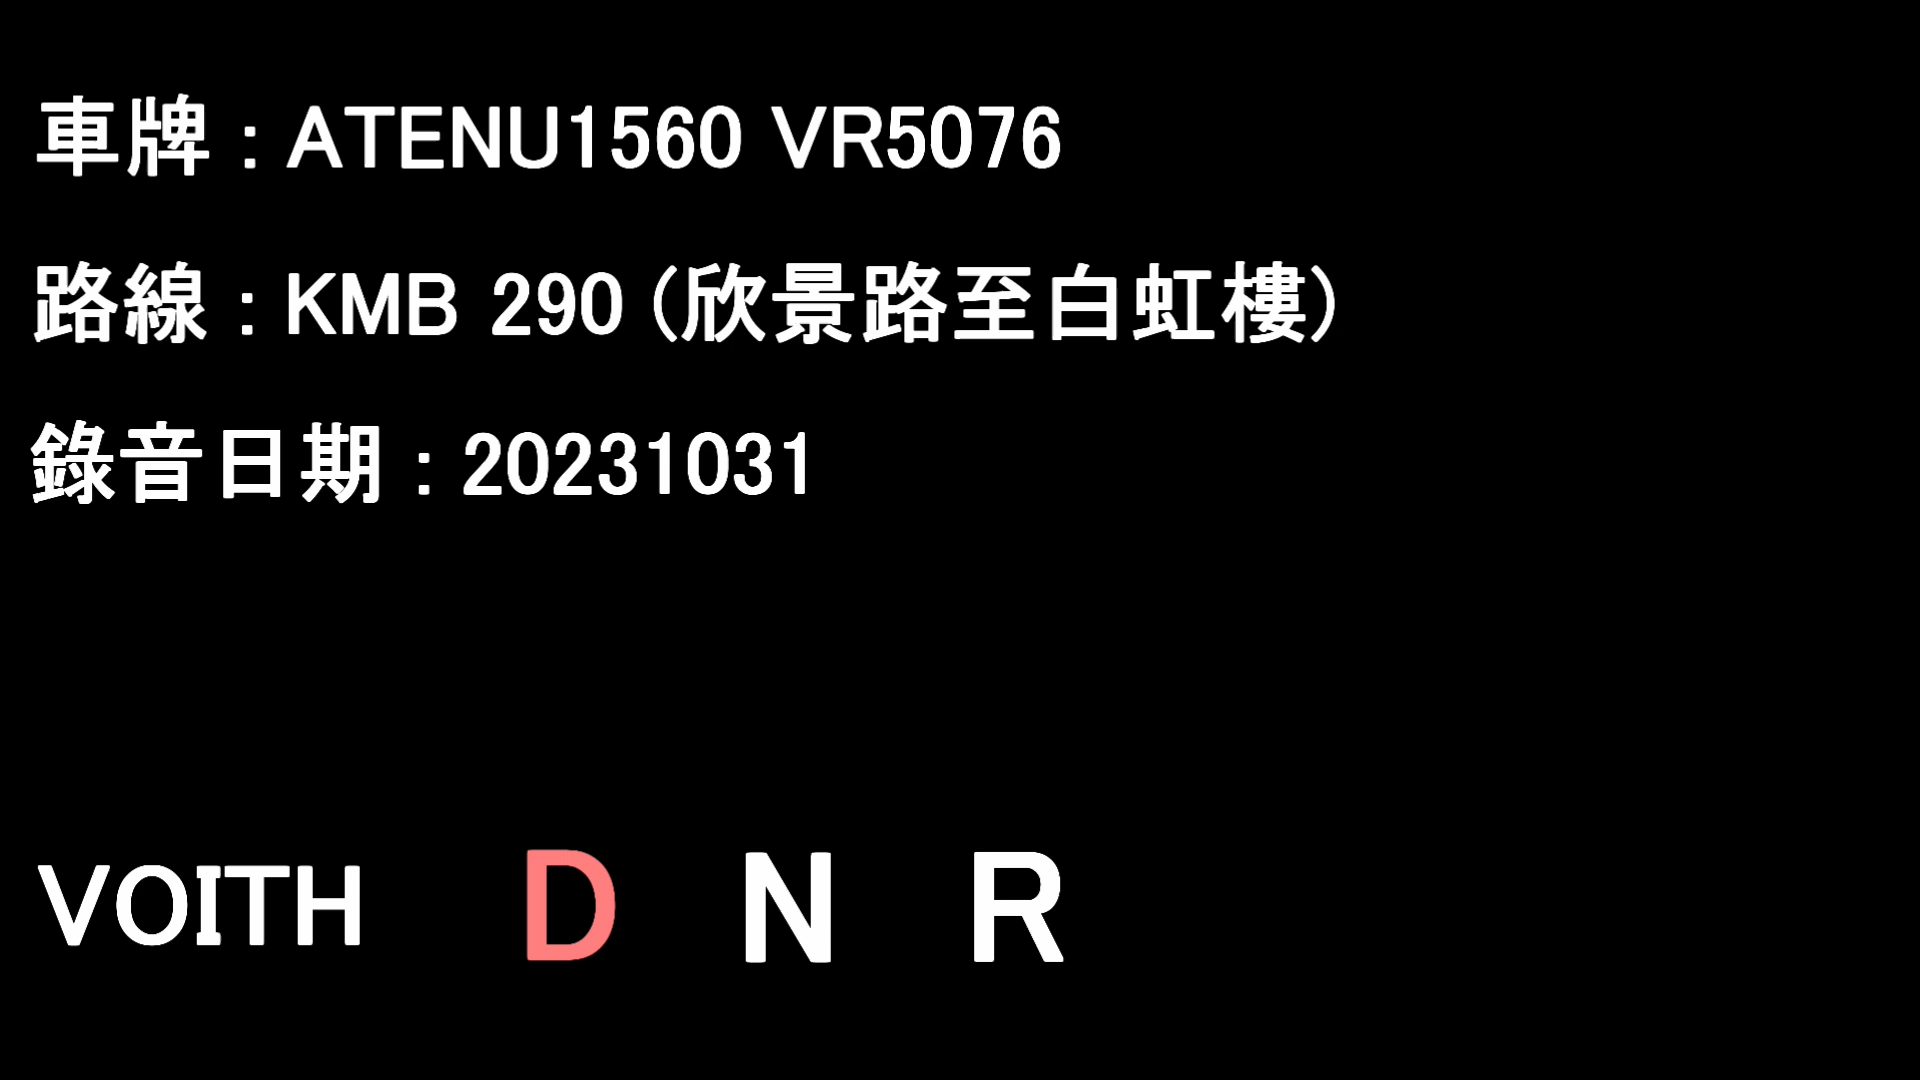 車牌 : ATENU1560 VR5076
路線 : KMB 290 (欣景路至白虹樓)
錄音日期 : 20231031
VOITH D N R